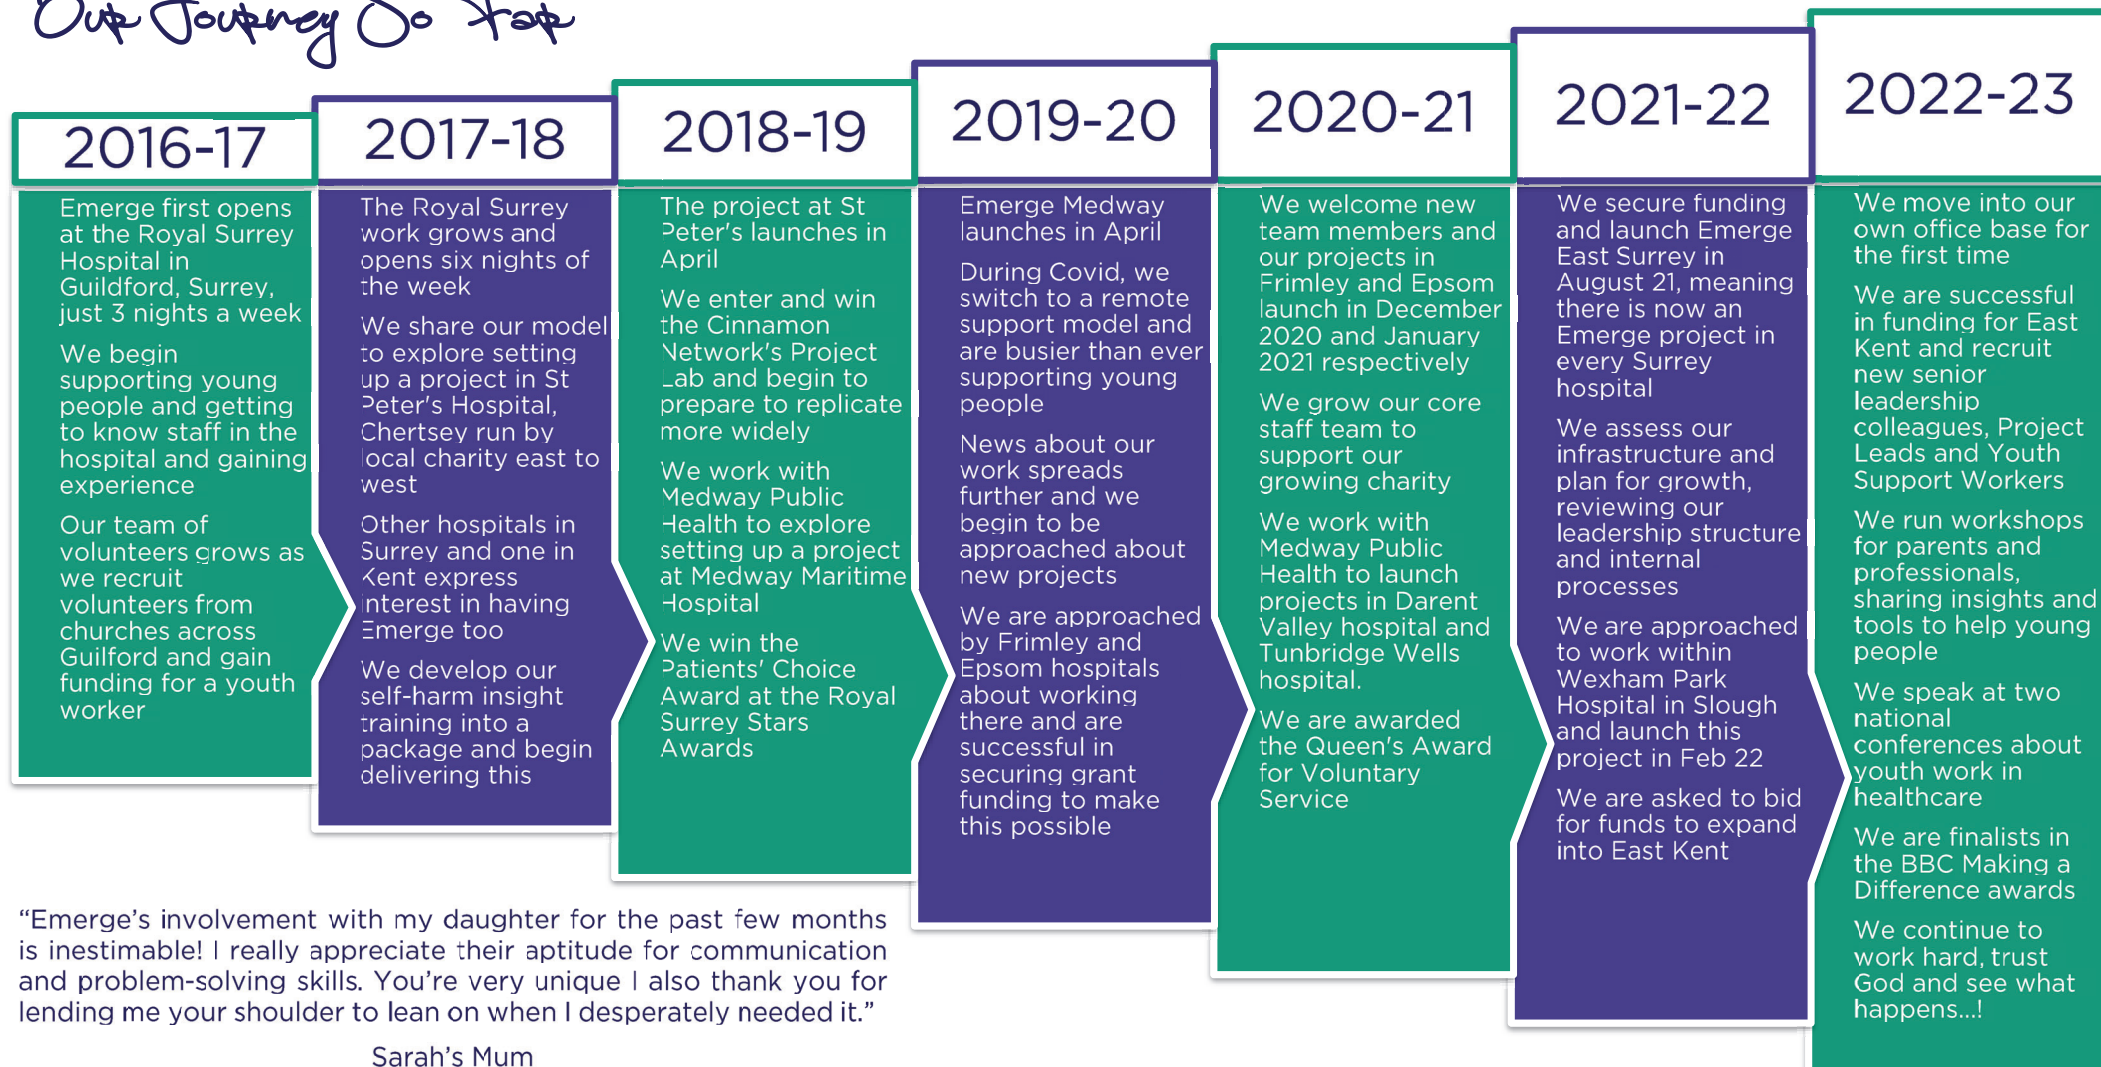 Our Journey So Far
2016-17
Emerge first opens
at the Royal Surrey
Hospital in
Guildford, Surrey,
just 3 nights a week
We begin
supporting young
people and getting
to know staff in the
hospital and gaining
experience
Our team of
volunteers grows as
we recruit
volunteers from
churches across
Guilford and gain
funding for a youth
worker
2017-18
The Royal Surrey
work grows and
opens six nights of
the week
We share our model
to explore setting
up a project in St
Peter's Hospital,
Chertsey run by
local charity east to
west
Other hospitals in
Surrey and one in
Kent express
interest in having
Emerge too
We develop our
self-harm insight
training into a
package and begin
delivering this
2018-19
The project at St
Peter's launches in
April
We enter and win
the Cinnamon
Network's Project
Lab and begin to
prepare to replicate
more widely
We work with
Medway Public
Health to explore
setting up a project
at Medway Maritime
Hospital
We win the
Patients' Choice
Award at the Royal
Surrey Stars
Awards
2019-20
Emerge Medway
launches in April
During Covid, we
switch to a remote
support model and
are busier than ever
supporting young
people
News about our
work spreads
further and we
begin to be
approached about
new projects
We are approached
by Frimley and
Epsom hospitals
about working
there and are
successful in
securing grant
funding to make
this possible
2020-21
We welcome new
team members and
our projects in
Frimley and Epsom
launch in December
2020 and January
2021 respectively
We grow our core
staff team to
support our
growing charity
We work with
Medway Public
Health to launch
projects in Darent
Valley hospital and
Tunbridge Wells
hospital.
We are awarded
the Queen's Award
for Voluntary
Service
2021-22
We secure funding
and launch Emerge
East Surrey in
August 21, meaning
there is now an
Emerge project in
every Surrey
hospital
We assess our
infrastructure and
plan for growth,
reviewing our
leadership structure
and internal
processes
We are approached
to work within
Wexham Park
Hospital in Slough
and launch this
project in Feb 22
We are asked to bid
for funds to expand
into East Kent
2022-23
We move into our
own office base for
the first time
We are successful
in funding for East
Kent and recruit
new senior
leadership
colleagues, Project
Leads and Youth
Support Workers
We run workshops
for parents and
professionals,
sharing insights and
tools to help young
people
We speak at two
national
conferences about
youth work in
healthcare
We are finalists in
the BBC Making a
Difference awards
We continue to
work hard, trust
God and see what
happens...!
“Emerge’s involvement with my daughter for the past few months
is inestimable! I really appreciate their aptitude for communication
and problem-solving skills. You’re very unique I also thank you for
lending me your shoulder to lean on when I desperately needed it.”
Sarah’s Mum